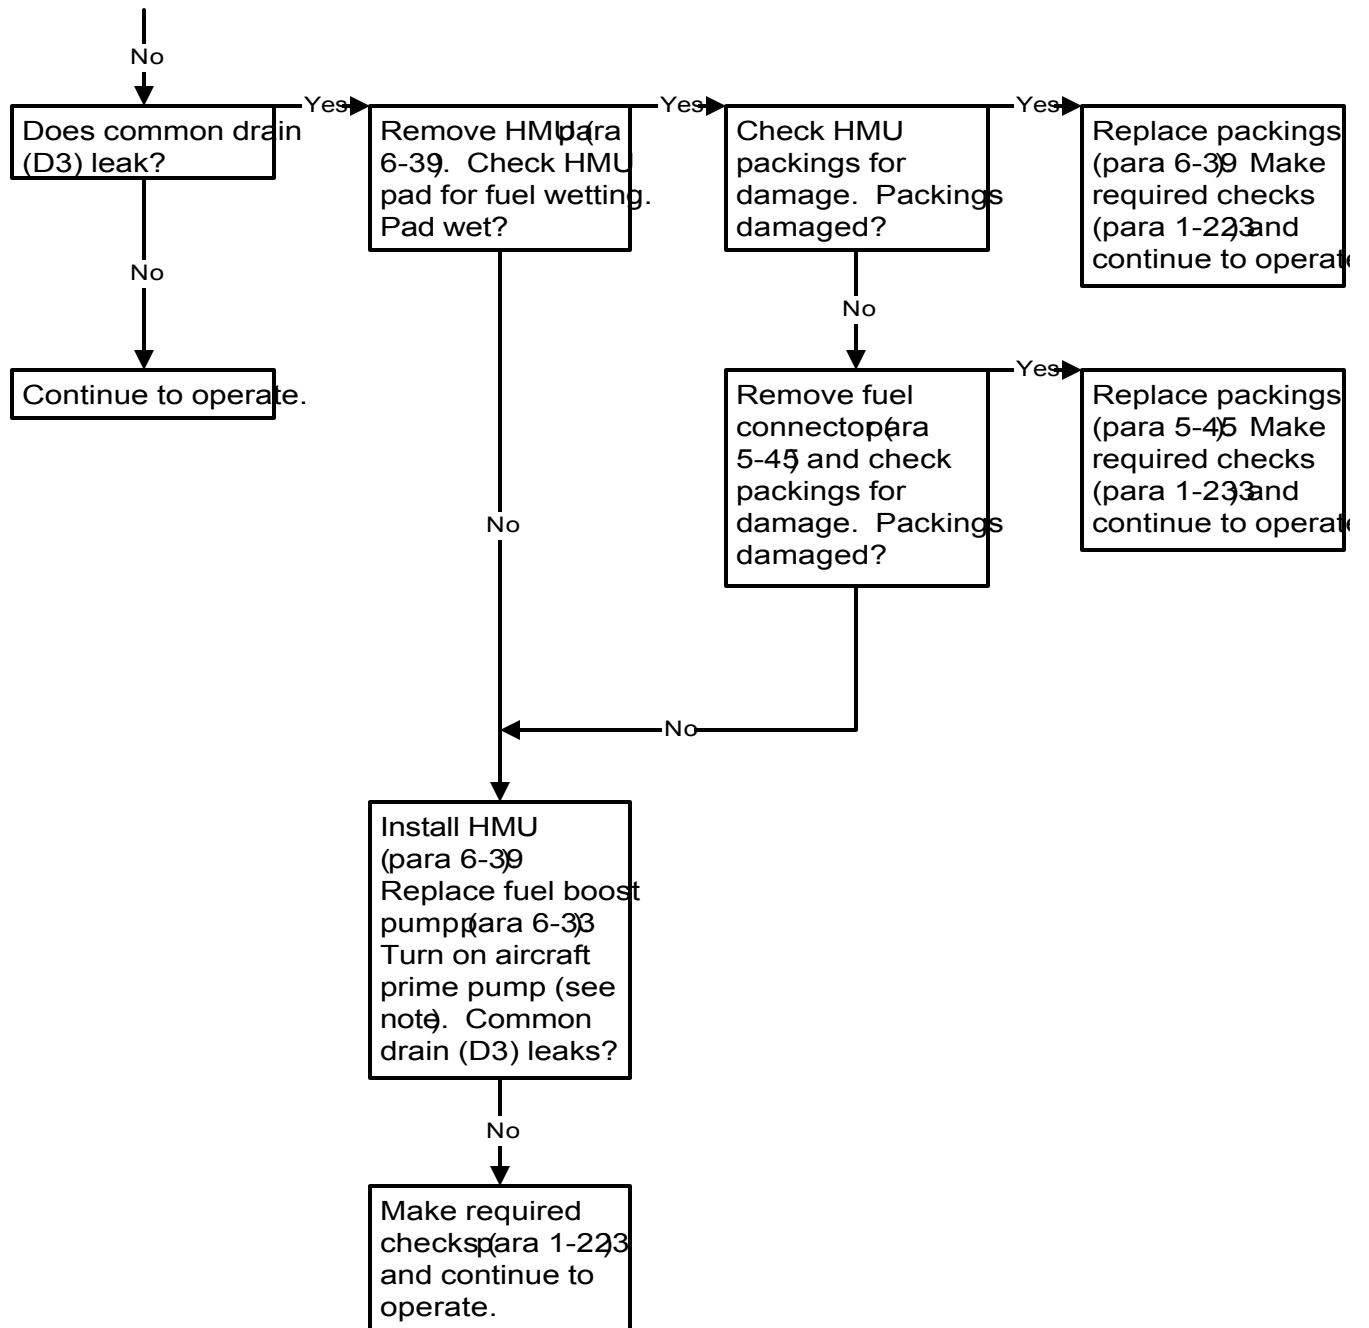 No
Does common drain
(D3) leak?
Yes
Remove HMU (para
6-39). Check HMU
pad for fuel wetting.
Pad wet?
Yes
Check HMU
packings for
damage. Packings
damaged?
Yes
Replace packings
(para 6-39). Make
required checks
(para 1-223) and
continue to operate
No
Continue to operate.
No
Remove fuel
connector (para
5-45) and check
packings for
damage. Packings
damaged?
Yes
Replace packings
(para 5-45). Make
required checks
(para 1-233) and
continue to operate
No
No
Install HMU
(para 6-39).
Replace fuel boost
pump (para 6-33).
Turn on aircraft
prime pump (see
note). Common
drain (D3) leaks?
No
Make required
checks (para 1-223)
and continue to
operate.